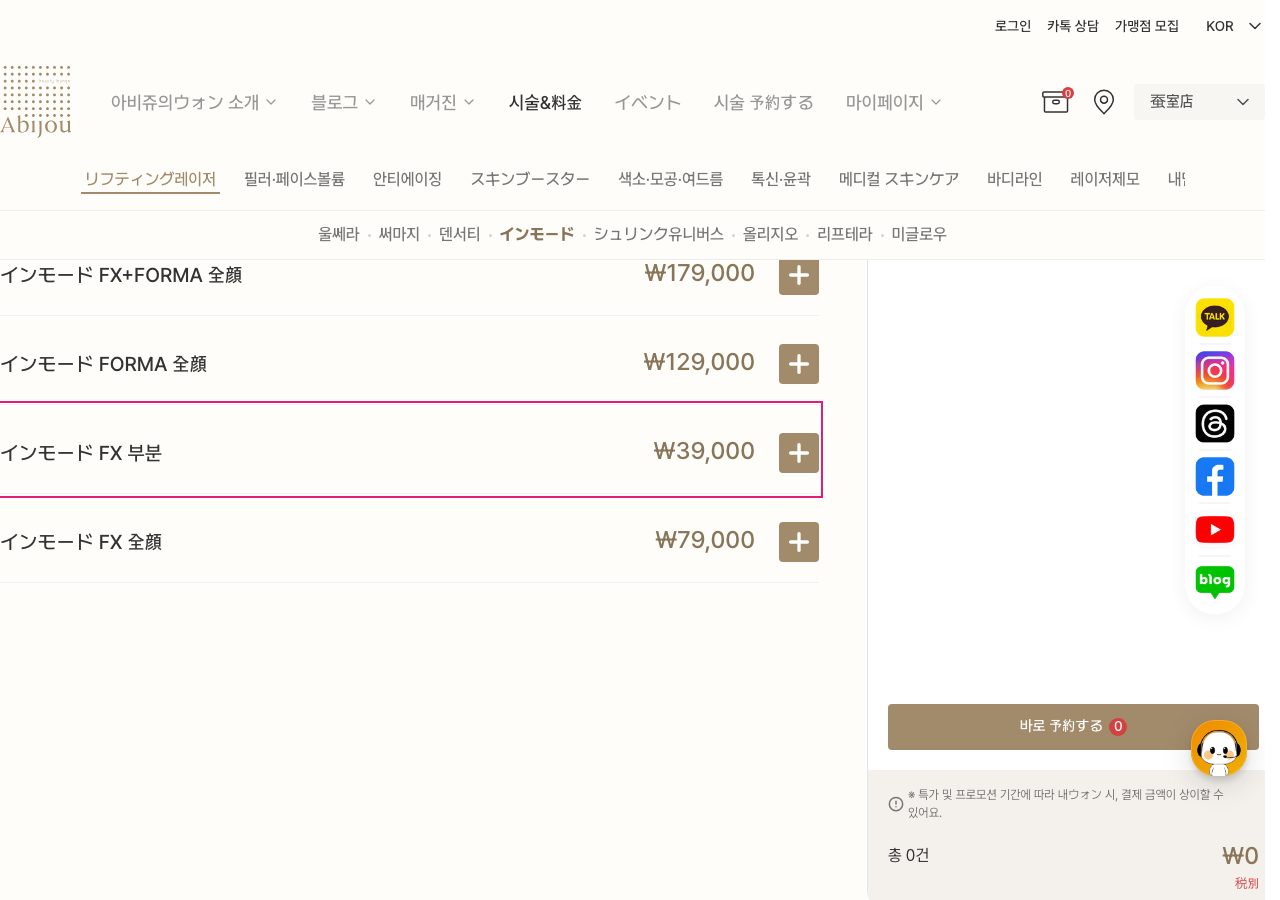 로그인 카톡 상담 가맹점 모집 KOR
Abijou
아비쥬의ウォン 소개 블로그 매거진 시술&料金 イベント 시술 予約する 마이페이지 0 蚕室店
リフティングレイザー 필러·페이스볼륨 안티에이징 スキンブースター 색소·모공·여드름 톡신·윤곽 메디컬 スキンケア 바디라인 레이저제모
울쎄라 · 써마지 · 덴서티 · インモード · シュリンク유니버스 · 올리지오 · 리프테라 · 미글로우
インモード FX+FORMA 全顔 ₩179,000
インモード FORMA 全顔 ₩129,000
インモード FX 부분 ₩39,000
インモード FX 全顔 ₩79,000
TALK
blog
바로 予約する 0
※ 특가 및 프로모션 기간에 따라 내ウォン 시, 결제 금액이 상이할 수
있어요.
총 0건 ₩0
税別